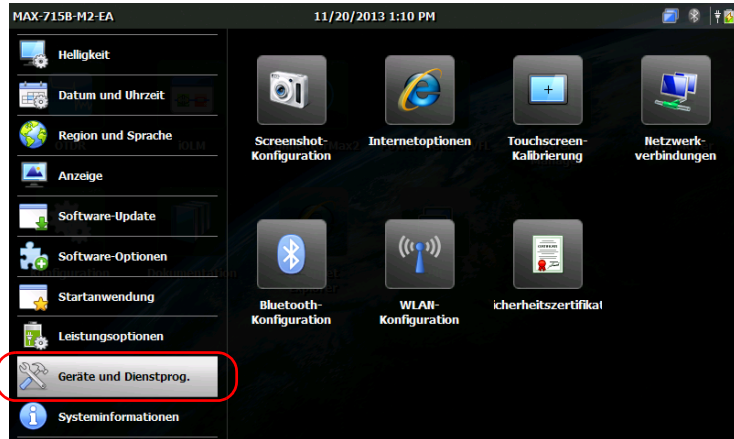 MAX-715B-M2-EA
11/20/2013 1:10 PM
Helligkeit
Datum und Uhrzeit
Region und Sprache
Anzeige
Software-Update
Software-Optionen
Startanwendung
Leistungsoptionen
Geräte und Dienstprog.
Systeminformationen
Screenshot-
Konfiguration
Internetoptionen
Touchscreen-
Kalibrierung
Netzwerk-
verbindungen
Bluetooth-
Konfiguration
WLAN-
Konfiguration
icherheitszertifikat